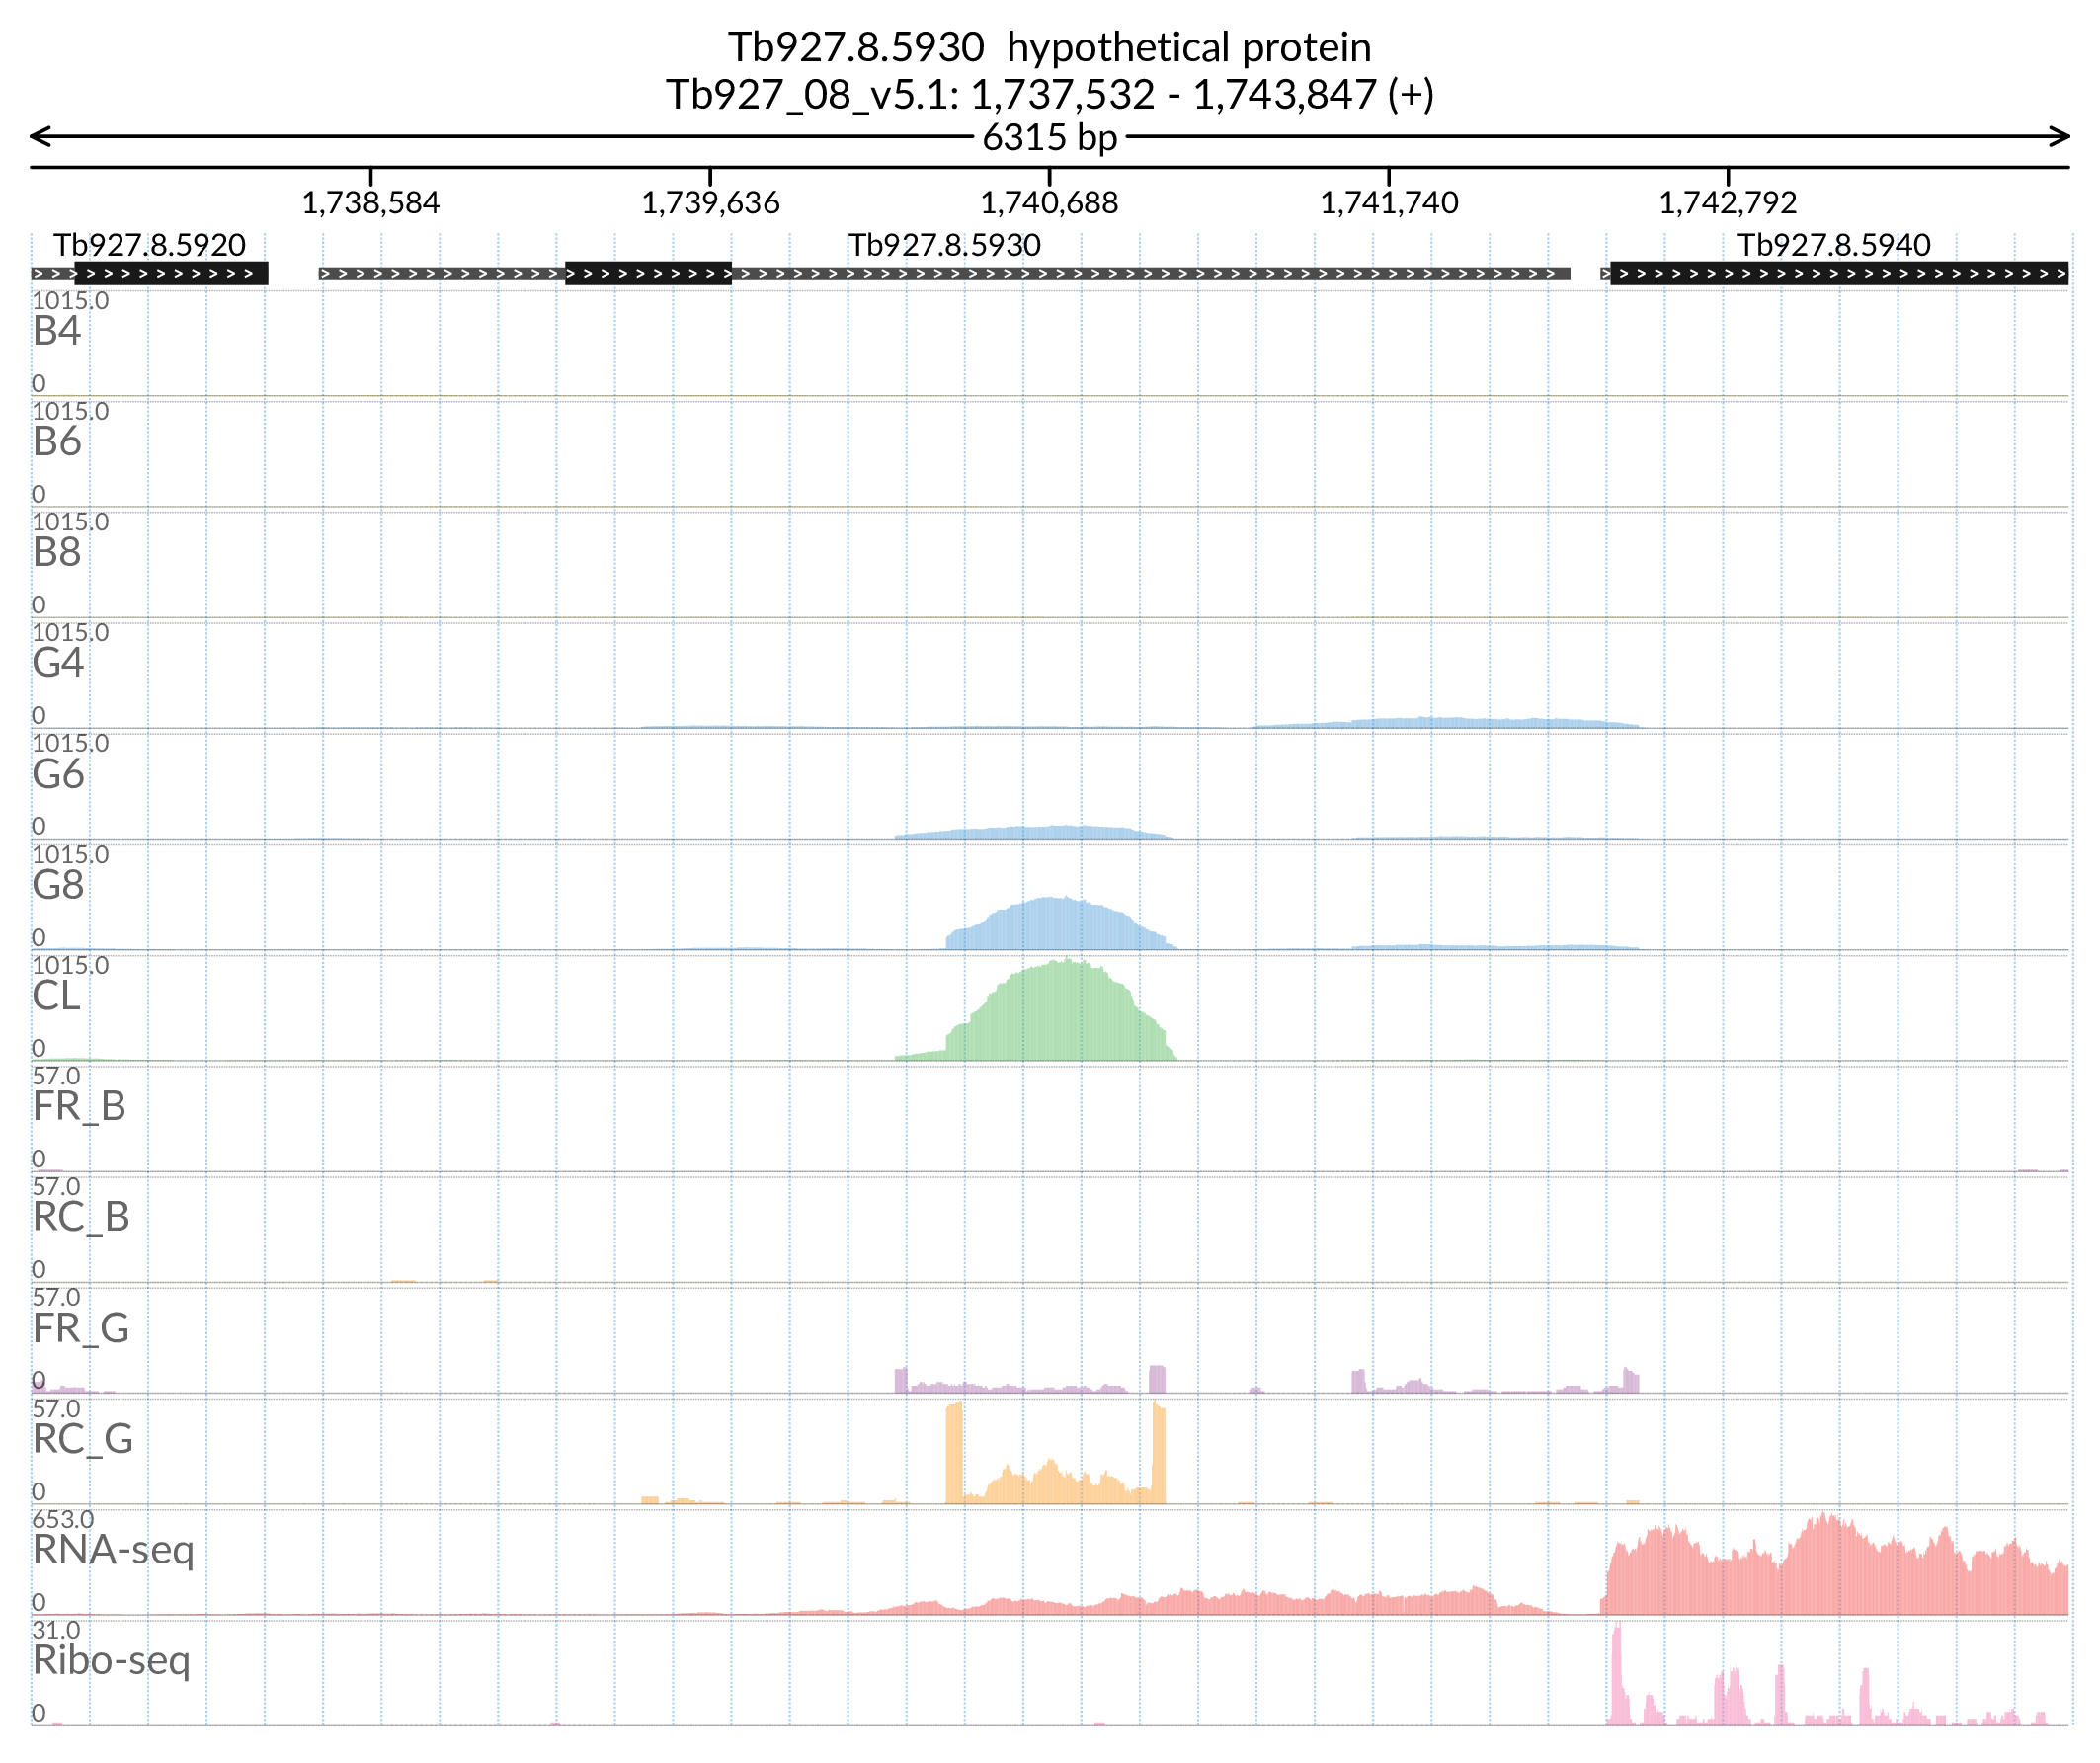 Tb927.8.5930  hypothetical protein
Tb927_08_v5.1: 1,737,532 - 1,743,847 (+)
6315 bp
1,738,584 1,739,636 1,740,688 1,741,740 1,742,792
Tb927.8.5920 Tb927.8.5930 Tb927.8.5940
1015.0
B4
0
1015.0
B6
0
1015.0
B8
0
1015.0
G4
0
1015.0
G6
0
1015.0
G8
0
1015.0
CL
0
57.0
FR_B
0
57.0
RC_B
0
57.0
FR_G
0
57.0
RC_G
0
653.0
RNA-seq
0
31.0
Ribo-seq
0